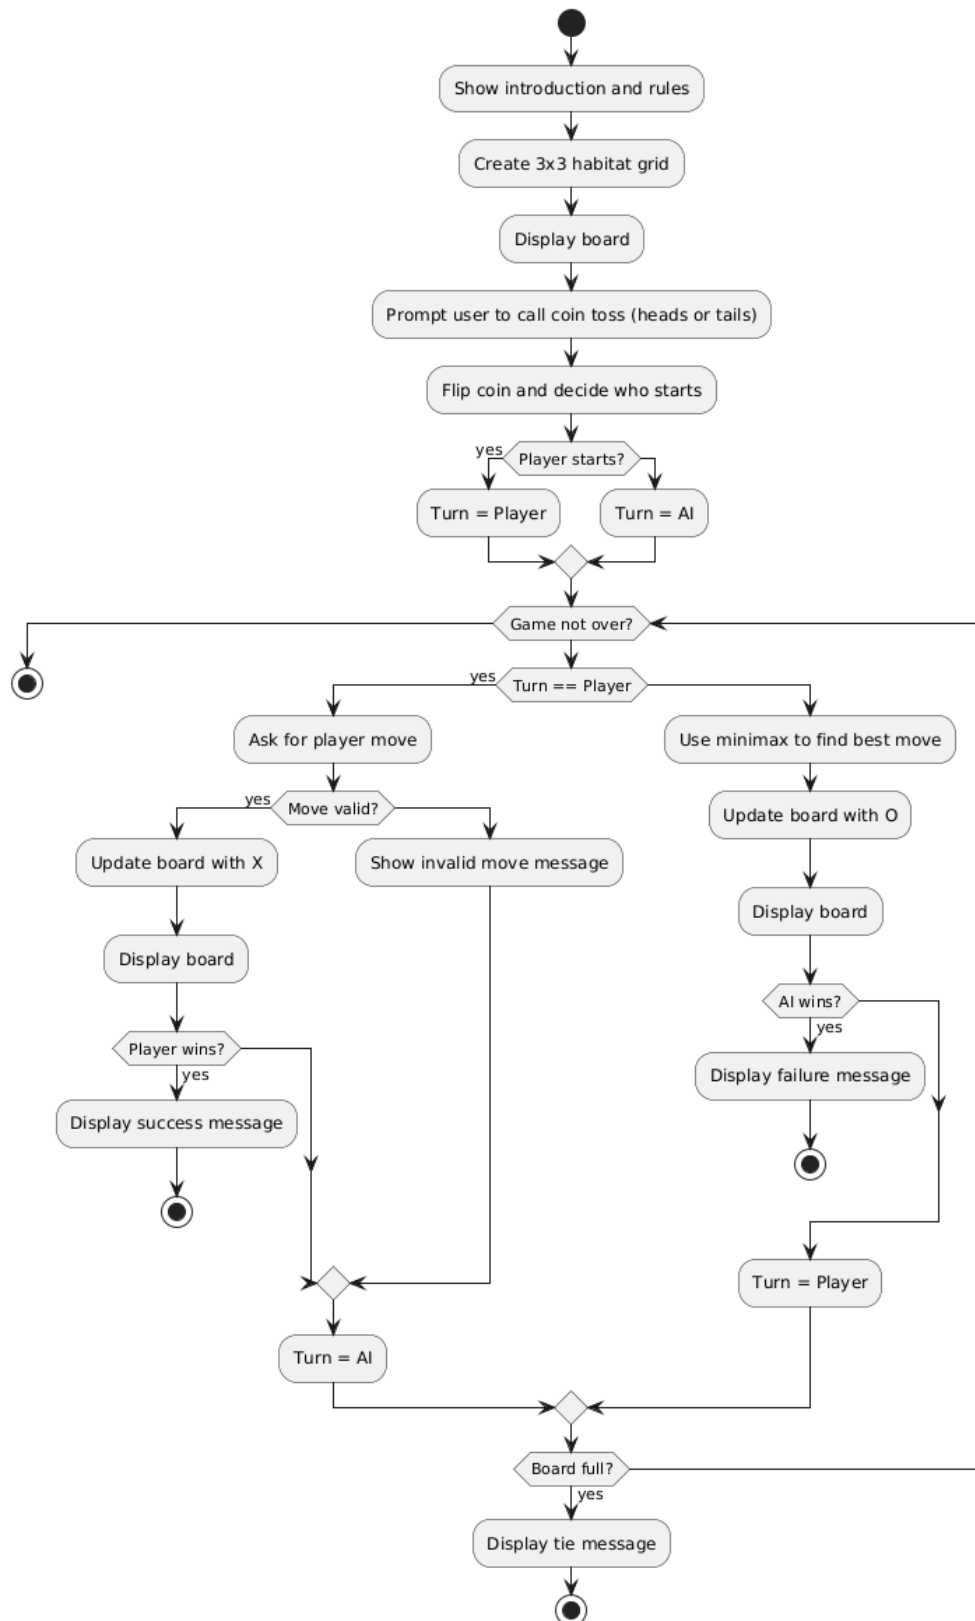 Show introduction and rules
Create 3x3 habitat grid
Display board
Prompt user to call coin toss (heads or tails)
Flip coin and decide who starts
yes
Player starts?
Turn = Player
Turn = AI
Game not over?
yes
Turn == Player
Ask for player move
Use minimax to find best move
yes
Move valid?
Update board with O
Update board with X
Show invalid move message
Display board
Display board
AI wins?
yes
Player wins?
yes
Display failure message
Display success message
Turn = Player
Turn = AI
Board full?
yes
Display tie message